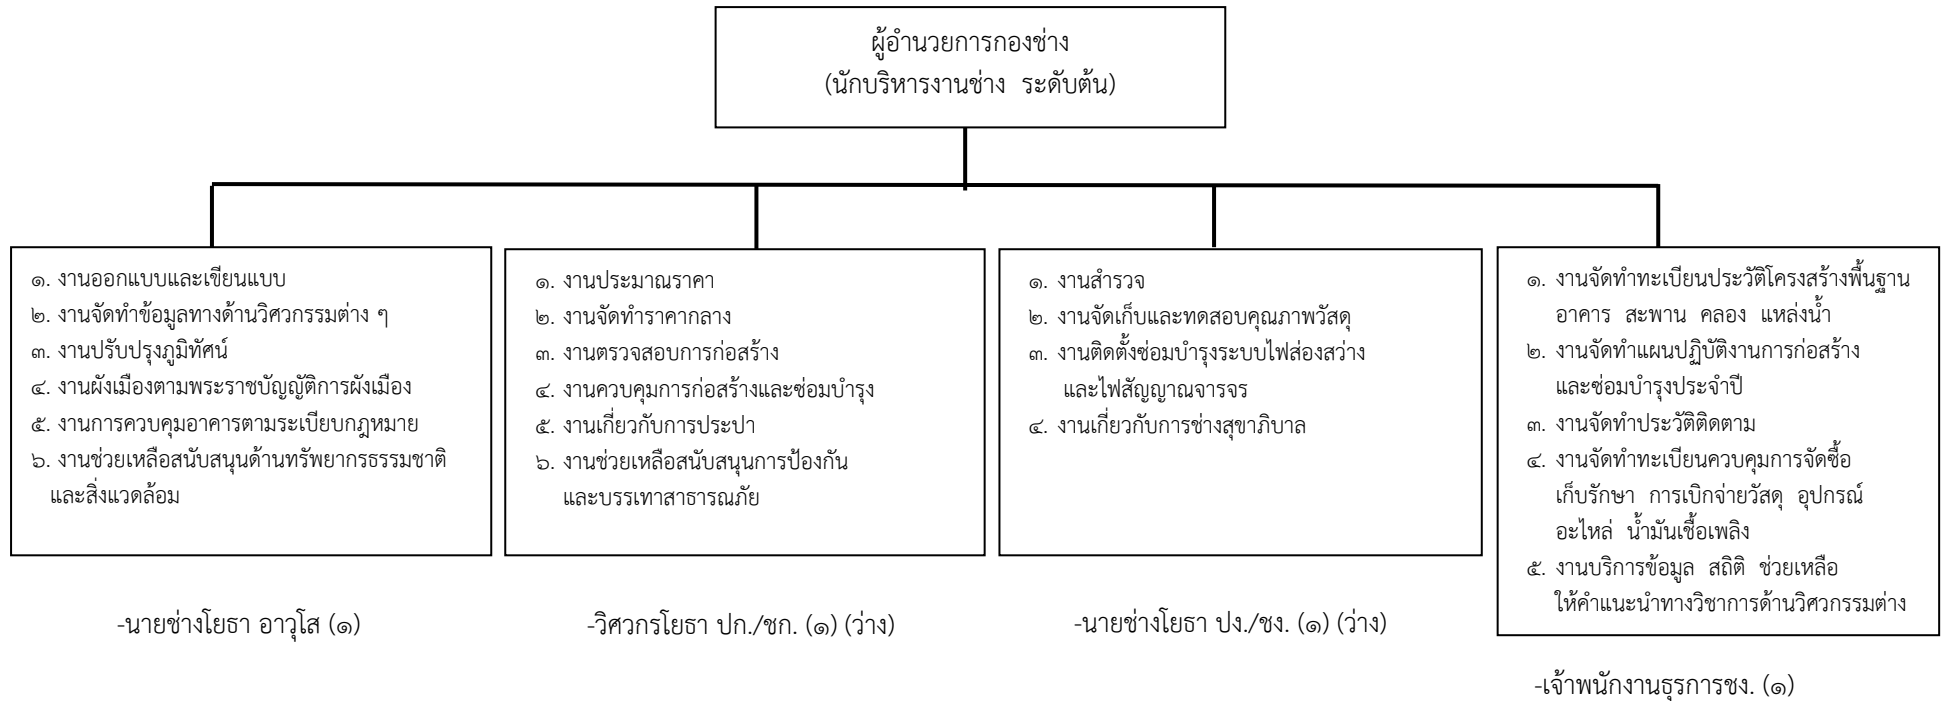 ผู้อำนวยการกองช่าง
(นักบริหารงานช่าง ระดับต้น)
๑. งานออกแบบและเขียนแบบ
๒. งานจัดทำข้อมูลทางด้านวิศวกรรมต่าง ๆ
๓. งานปรับปรุงภูมิทัศน์
๔. งานผังเมืองตามพระราชบัญญัติการผังเมือง
๕. งานการควบคุมอาคารตามระเบียบกฎหมาย
๖. งานช่วยเหลือสนับสนุนด้านทรัพยากรธรรมชาติ
และสิ่งแวดล้อม
-นายช่างโยธา อาวุโส (๑)
๑. งานประมาณราคา
๒. งานจัดทำราคากลาง
๓. งานตรวจสอบการก่อสร้าง
๔. งานควบคุมการก่อสร้างและซ่อมบำรุง
๕. งานเกี่ยวกับการประปา
๖. งานช่วยเหลือสนับสนุนการป้องกัน
และบรรเทาสาธารณภัย
-วิศวกรโยธา ปก./ชก. (๑) (ว่าง)
๑. งานสำรวจ
๒. งานจัดเก็บและทดสอบคุณภาพวัสดุ
๓. งานติดตั้งซ่อมบำรุงระบบไฟส่องสว่าง
และไฟสัญญาณจารจร
๔. งานเกี่ยวกับการช่างสุขาภิบาล
-นายช่างโยธา ปง./ชง. (๑) (ว่าง)
๑. งานจัดทำทะเบียนประวัติโครงสร้างพื้นฐาน
อาคาร สะพาน คลอง แหล่งน้ำ
๒. งานจัดทำแผนปฏิบัติงานการก่อสร้าง
และซ่อมบำรุงประจำปี
๓. งานจัดทำประวัติติดตาม
๔. งานจัดทำทะเบียนควบคุมการจัดซื้อ
เก็บรักษา การเบิกจ่ายวัสดุ อุปกรณ์
อะไหล่ น้ำมันเชื้อเพลิง
๕. งานบริการข้อมูล สถิติ ช่วยเหลือ
ให้คำแนะนำทางวิชาการด้านวิศวกรรมต่าง
-เจ้าพนักงานธุรการชง. (๑)